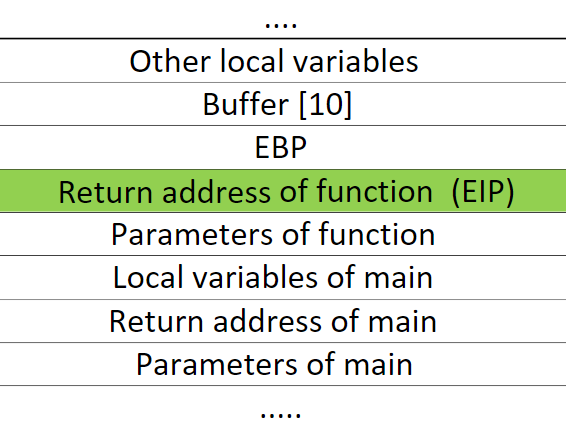 ....
Other local variables
Buffer [10]
EBP
Return address of function (EIP)
Parameters of function
Local variables of main
Return address of main
Parameters of main
.....